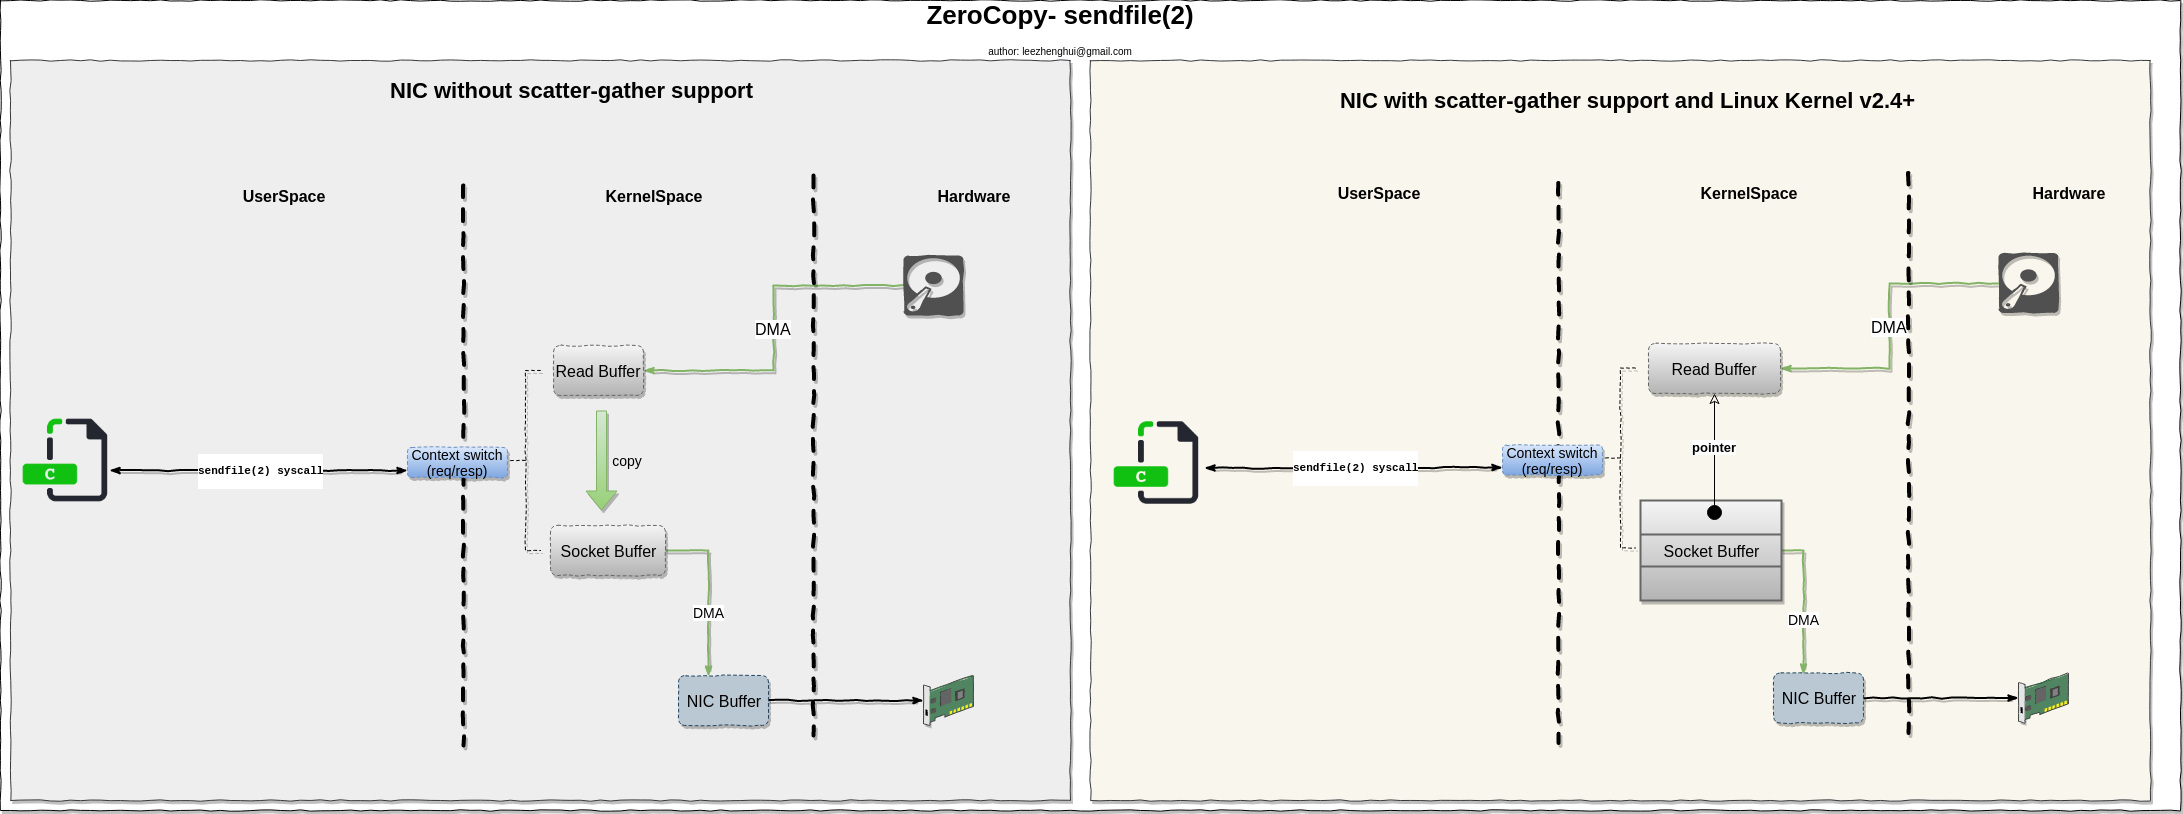 ZeroCopy- sendfile(2)
author: leezhenghui@gmail.com
NIC without scatter-gather support
UserSpace
KernelSpace
Hardware
DMA
Read Buffer
C
sendfile(2) syscall
Context switch
(req/resp)
copy
Socket Buffer
DMA
NIC Buffer
NIC with scatter-gather support and Linux Kernel v2.4+
UserSpace
KernelSpace
Hardware
DMA
Read Buffer
pointer
C
sendfile(2) syscall
Context switch
(req/resp)
Socket Buffer
DMA
NIC Buffer